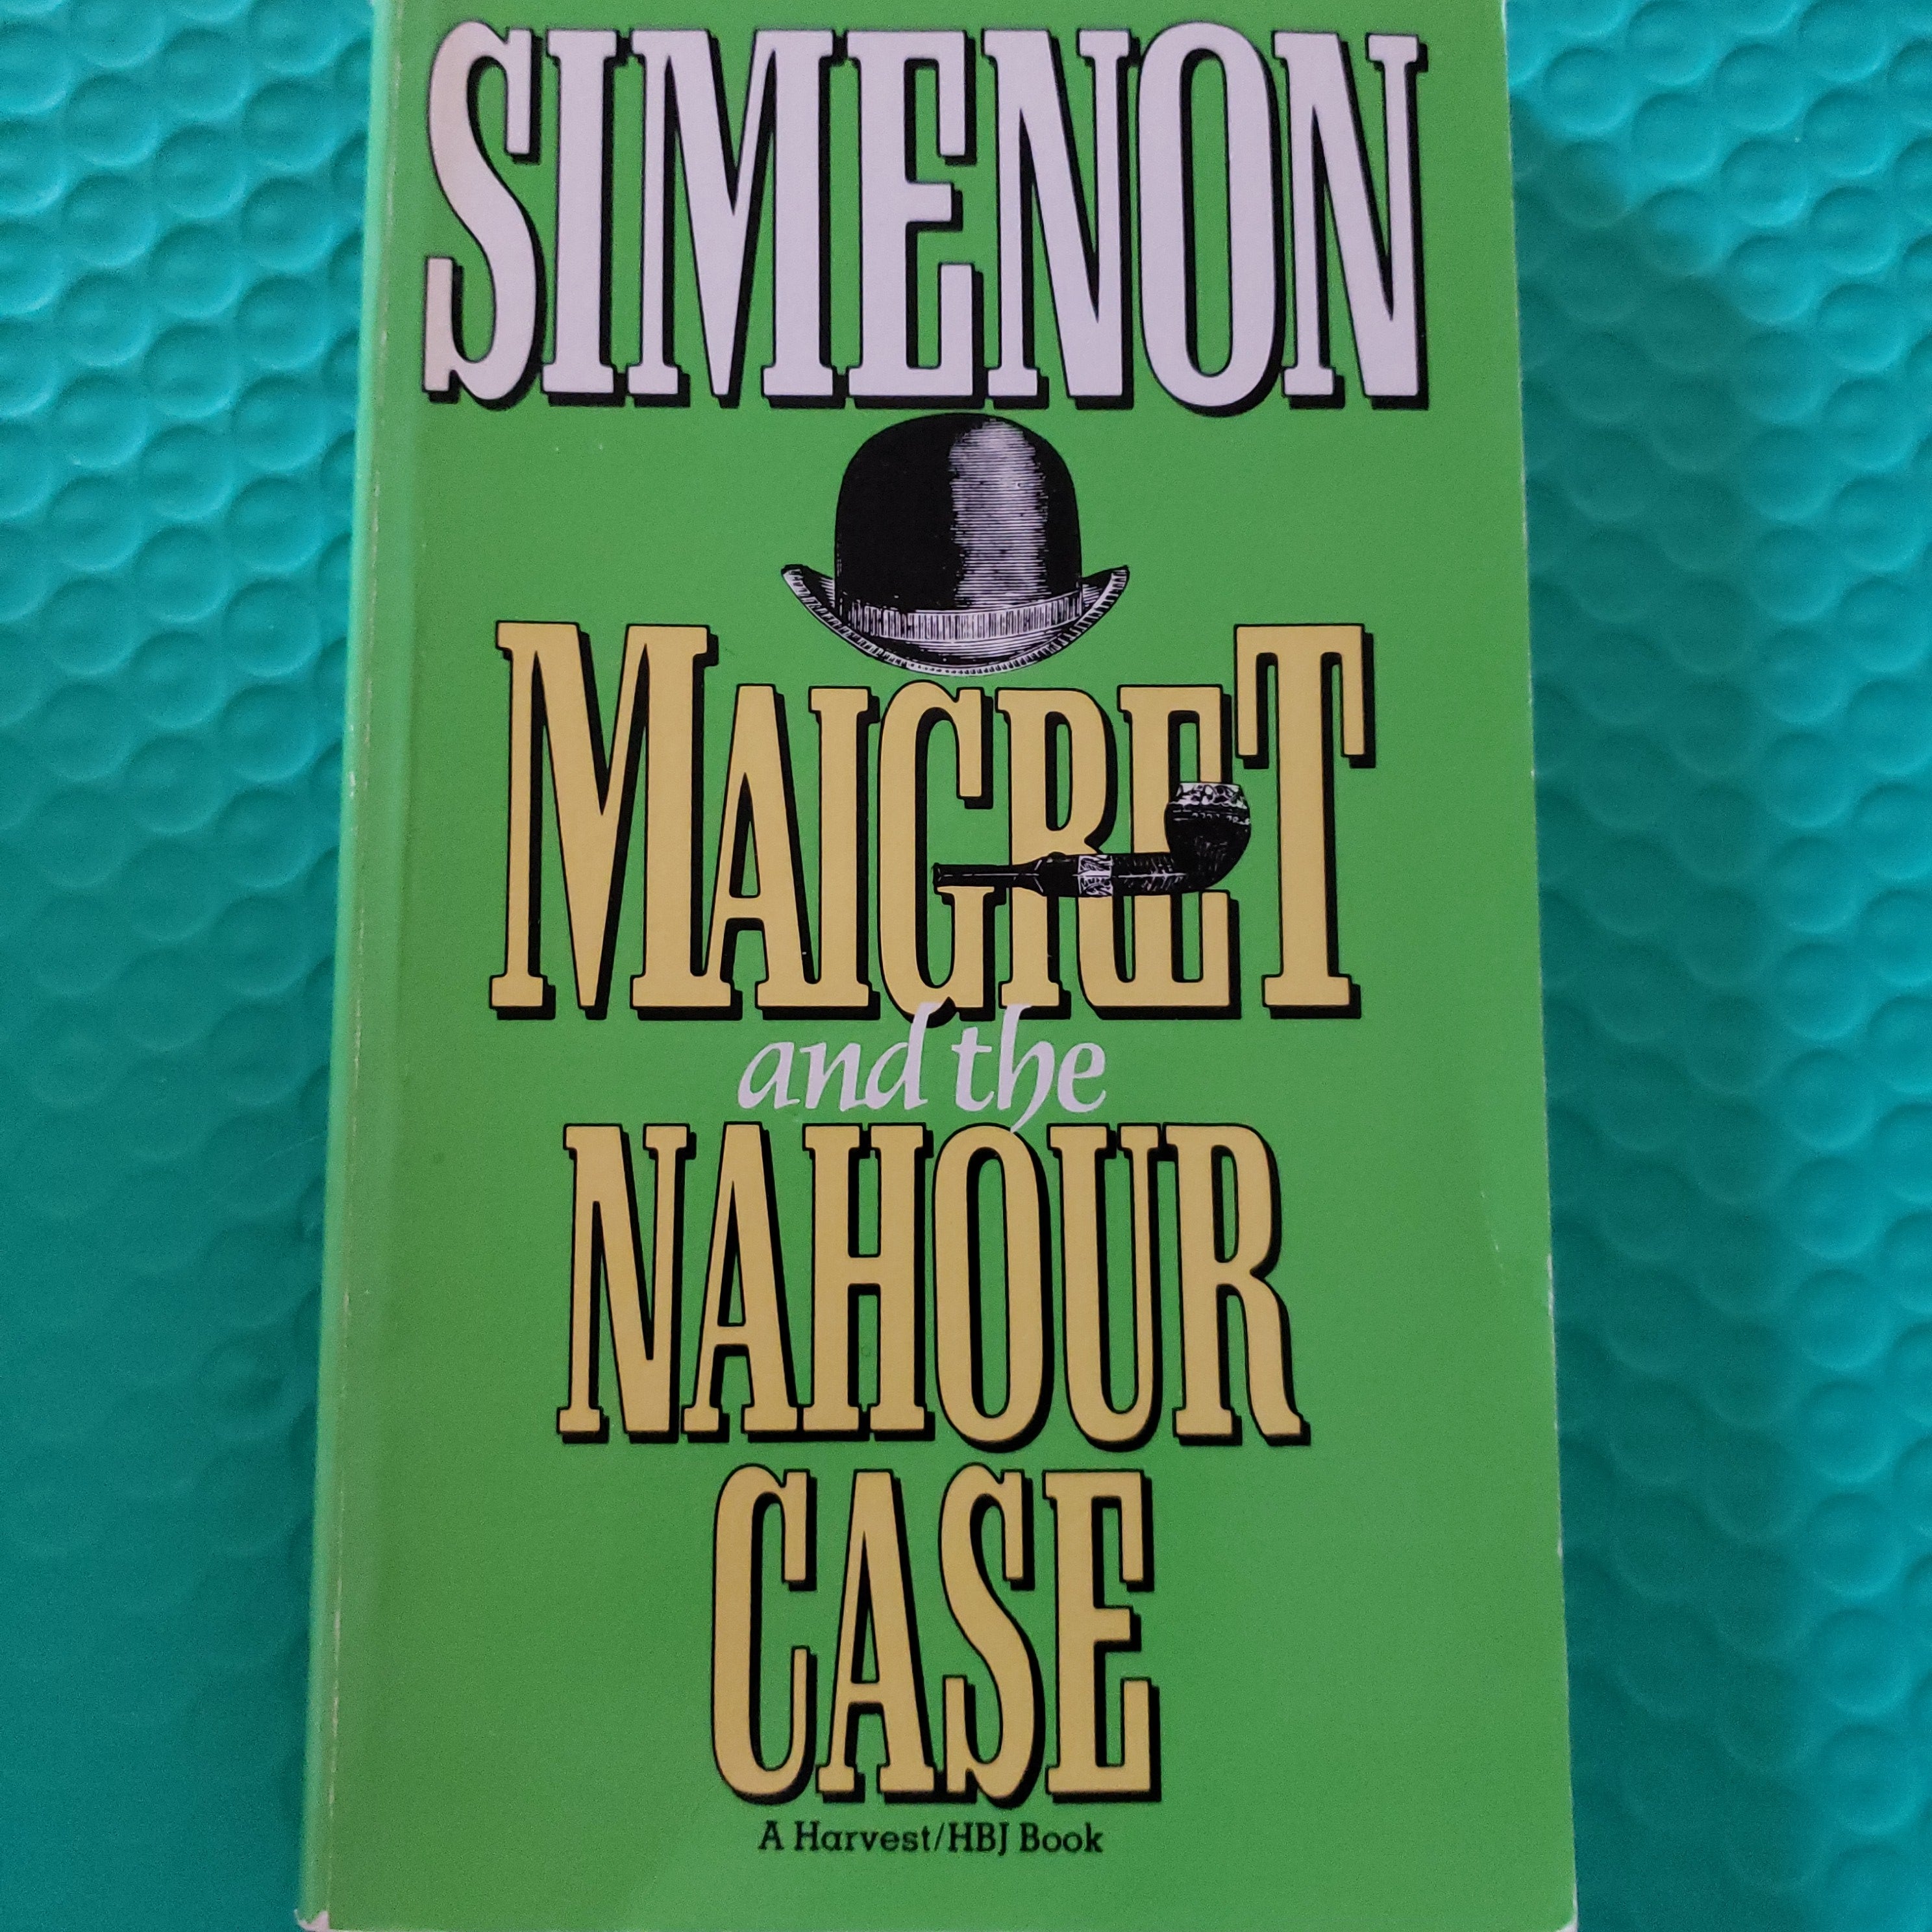 SIMENON
MAIGRET
and the
NAHOUR
CASE
A Harvest/HBJ Book